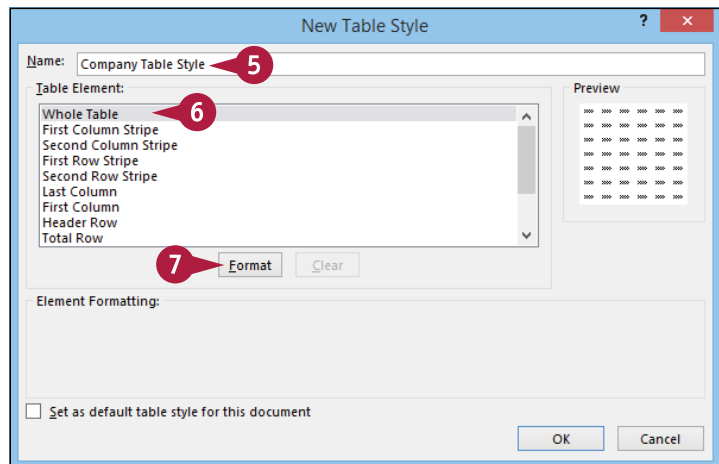 New Table Style
? ×
Name: Company Table Style 5
Table Element: Preview
Whole Table 6
First Column Stripe
Second Column Stripe
First Row Stripe
Second Row Stripe
Last Column
First Column
Header Row
Total Row
7 Format Clear
Element Formatting:
Set as default table style for this document
OK Cancel